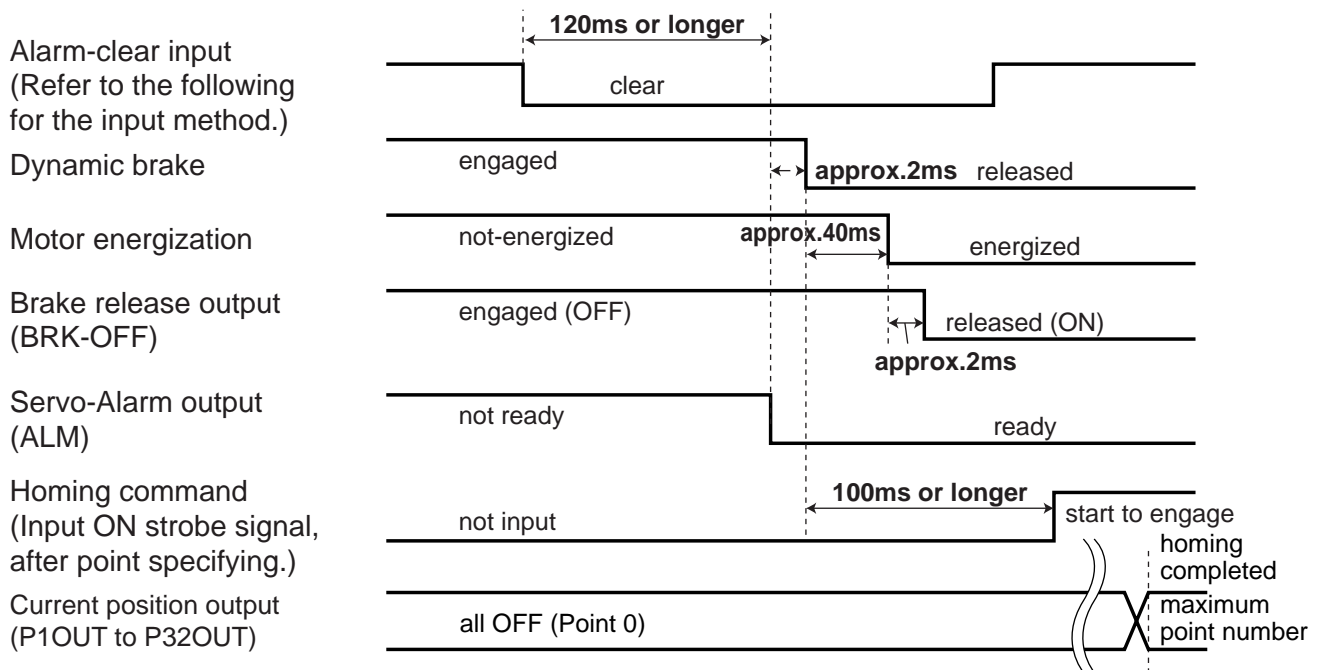 120ms or longer
Alarm-clear input
(Refer to the following
for the input method.)
clear
Dynamic brake
engaged
approx.2ms
released
Motor energization
not-energized
approx.40ms
energized
Brake release output
(BRK-OFF)
engaged (OFF)
released (ON)
approx.2ms
Servo-Alarm output
(ALM)
not ready
ready
Homing command
(Input ON strobe signal,
after point specifying.)
not input
100ms or longer
start to engage
homing
completed
Current position output
(P1OUT to P32OUT)
all OFF (Point 0)
maximum
point number